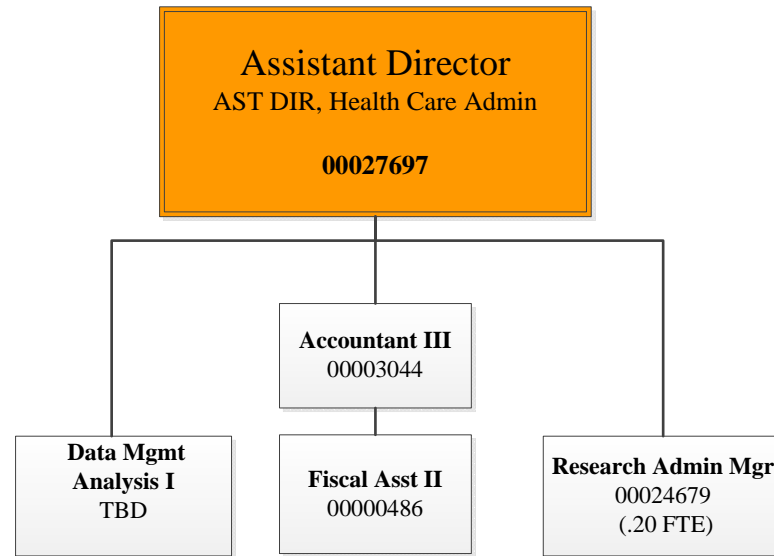 Assistant Director
AST DIR, Health Care Admin
00027697
Accountant III
00003044
Data Mgmt
Analysis I
TBD
Fiscal Asst II
00000486
Research Admin Mgr
00024679
(.20 FTE)